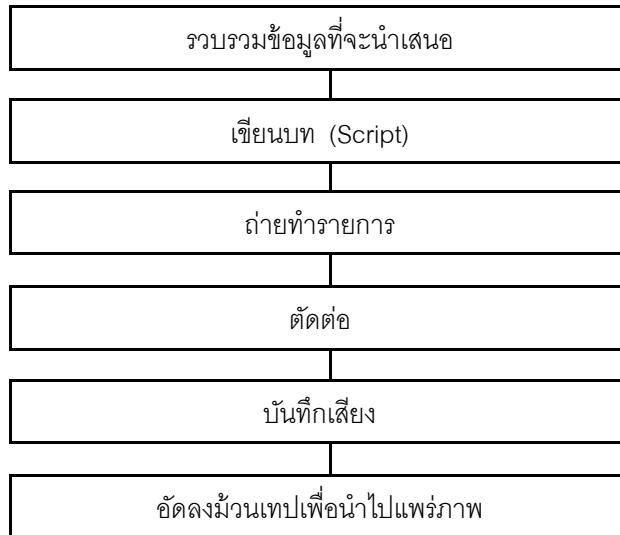 รวบรวมข้อมูลที่จะนำเสนอ
เขียนบท (Script)
ถ่ายทำรายการ
ตัดต่อ
บันทึกเสียง
อัดลงม้วนเทปเพื่อนำไปแพร่ภาพ